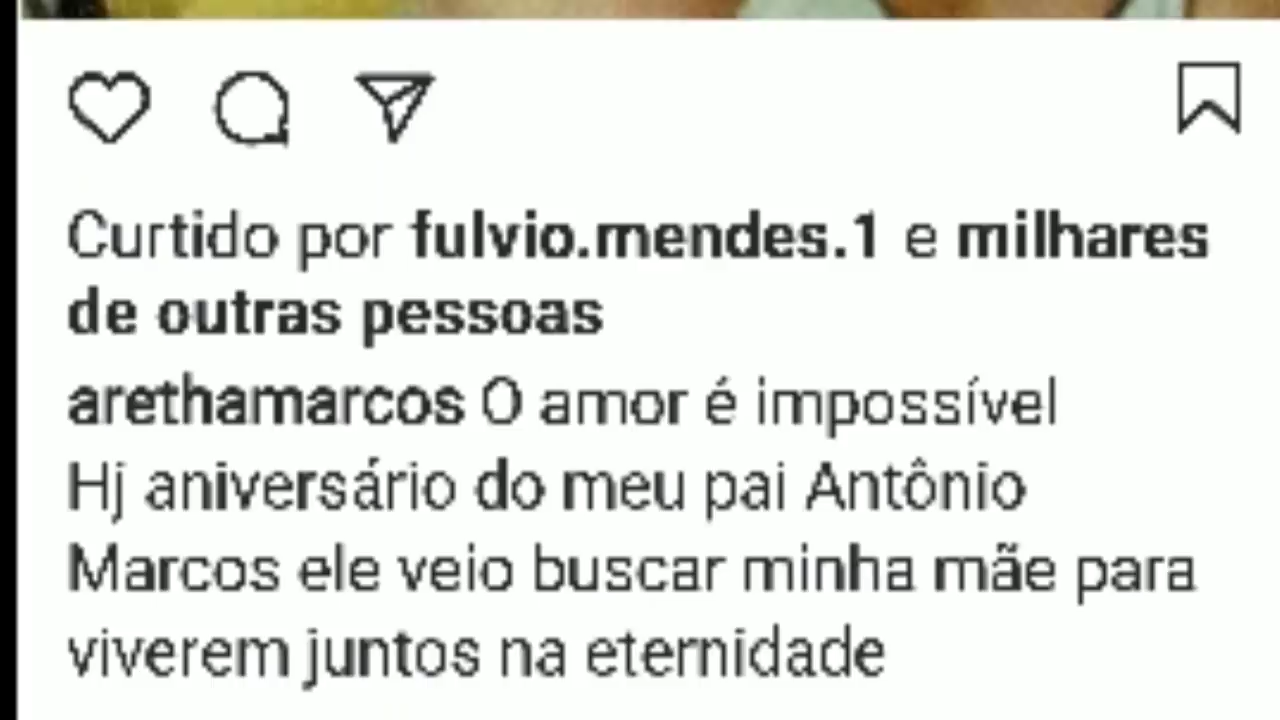 Curtido por fulvio.mendes.1 e milhares
de outras pessoas
arethamarcos O amor é impossível
Hj aniversário do meu pai Antônio
Marcos ele veio buscar minha mãe para
viverem juntos na eternidade